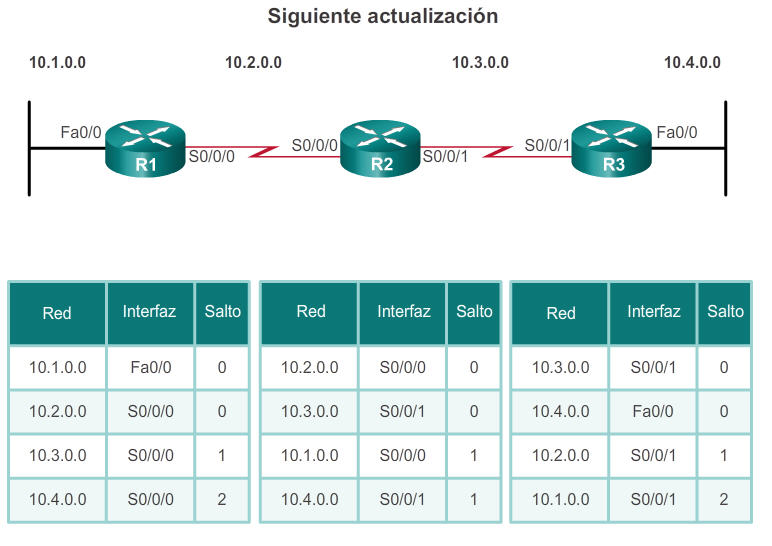 Siguiente actualización
10.1.0.0 10.2.0.0 10.3.0.0 10.4.0.0
Fa0/0 S0/0/0 S0/0/0 S0/0/1 S0/0/1 Fa0/0
R1 R2 R3
Red Interfaz Salto
10.1.0.0 Fa0/0 0
10.2.0.0 S0/0/0 0
10.3.0.0 S0/0/0 1
10.4.0.0 S0/0/0 2
Red Interfaz Salto
10.2.0.0 S0/0/0 0
10.3.0.0 S0/0/1 0
10.1.0.0 S0/0/0 1
10.4.0.0 S0/0/1 1
Red Interfaz Salto
10.3.0.0 S0/0/1 0
10.4.0.0 Fa0/0 0
10.2.0.0 S0/0/1 1
10.1.0.0 S0/0/1 2